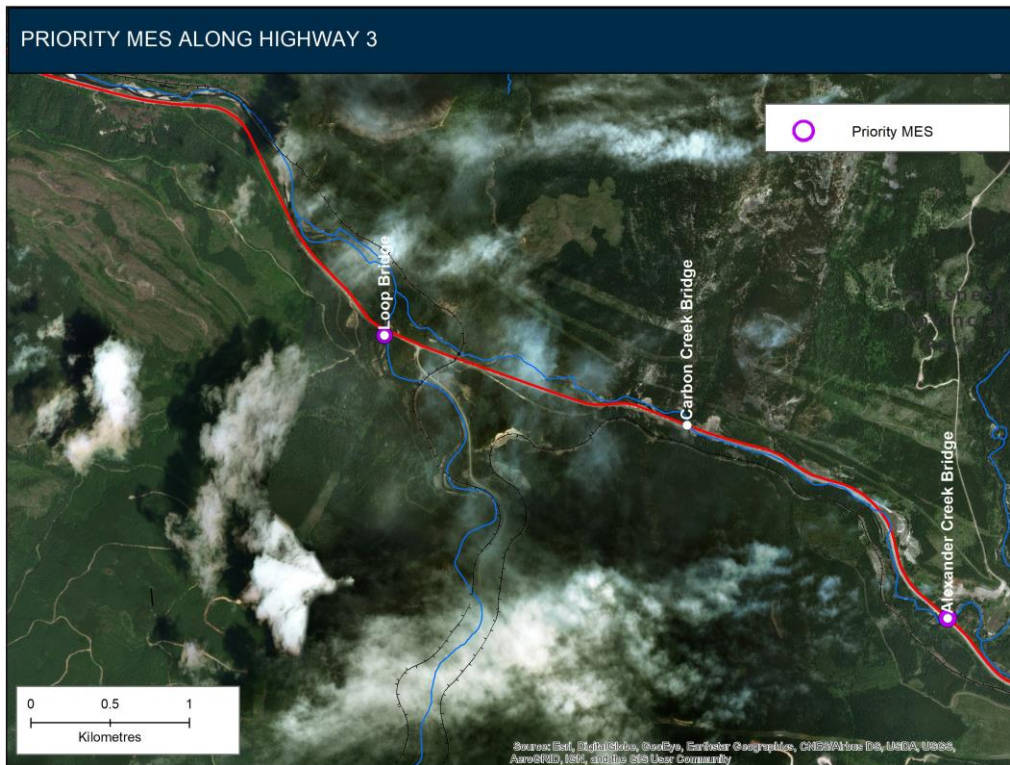 PRIORITY MES ALONG HIGHWAY 3
Priority MES
Loop Bridge
Carbon Creek Bridge
Alexander Creek Bridge
0 0.5 1
Kilometres
Source: Esri, DigitalGlobe, GeoEye, Earthstar Geographics, CNES/Airbus DS, USDA, USGS,
AeroGRID, IGN, and the GIS User Community